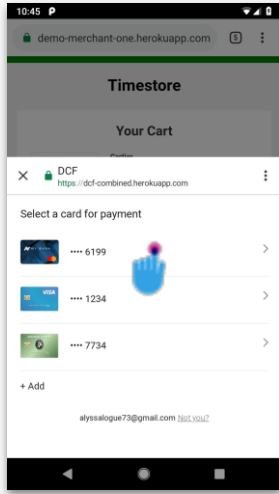 10:45
demo-merchant-one.herokuapp.com
5
Timestore
Your Cart
DCF
https://dcf-combined.herokuapp.com
Select a card for payment
•••• 6199
VISA
•••• 1234
•••• 7734
+ Add
alyssalogue73@gmail.com Not you?